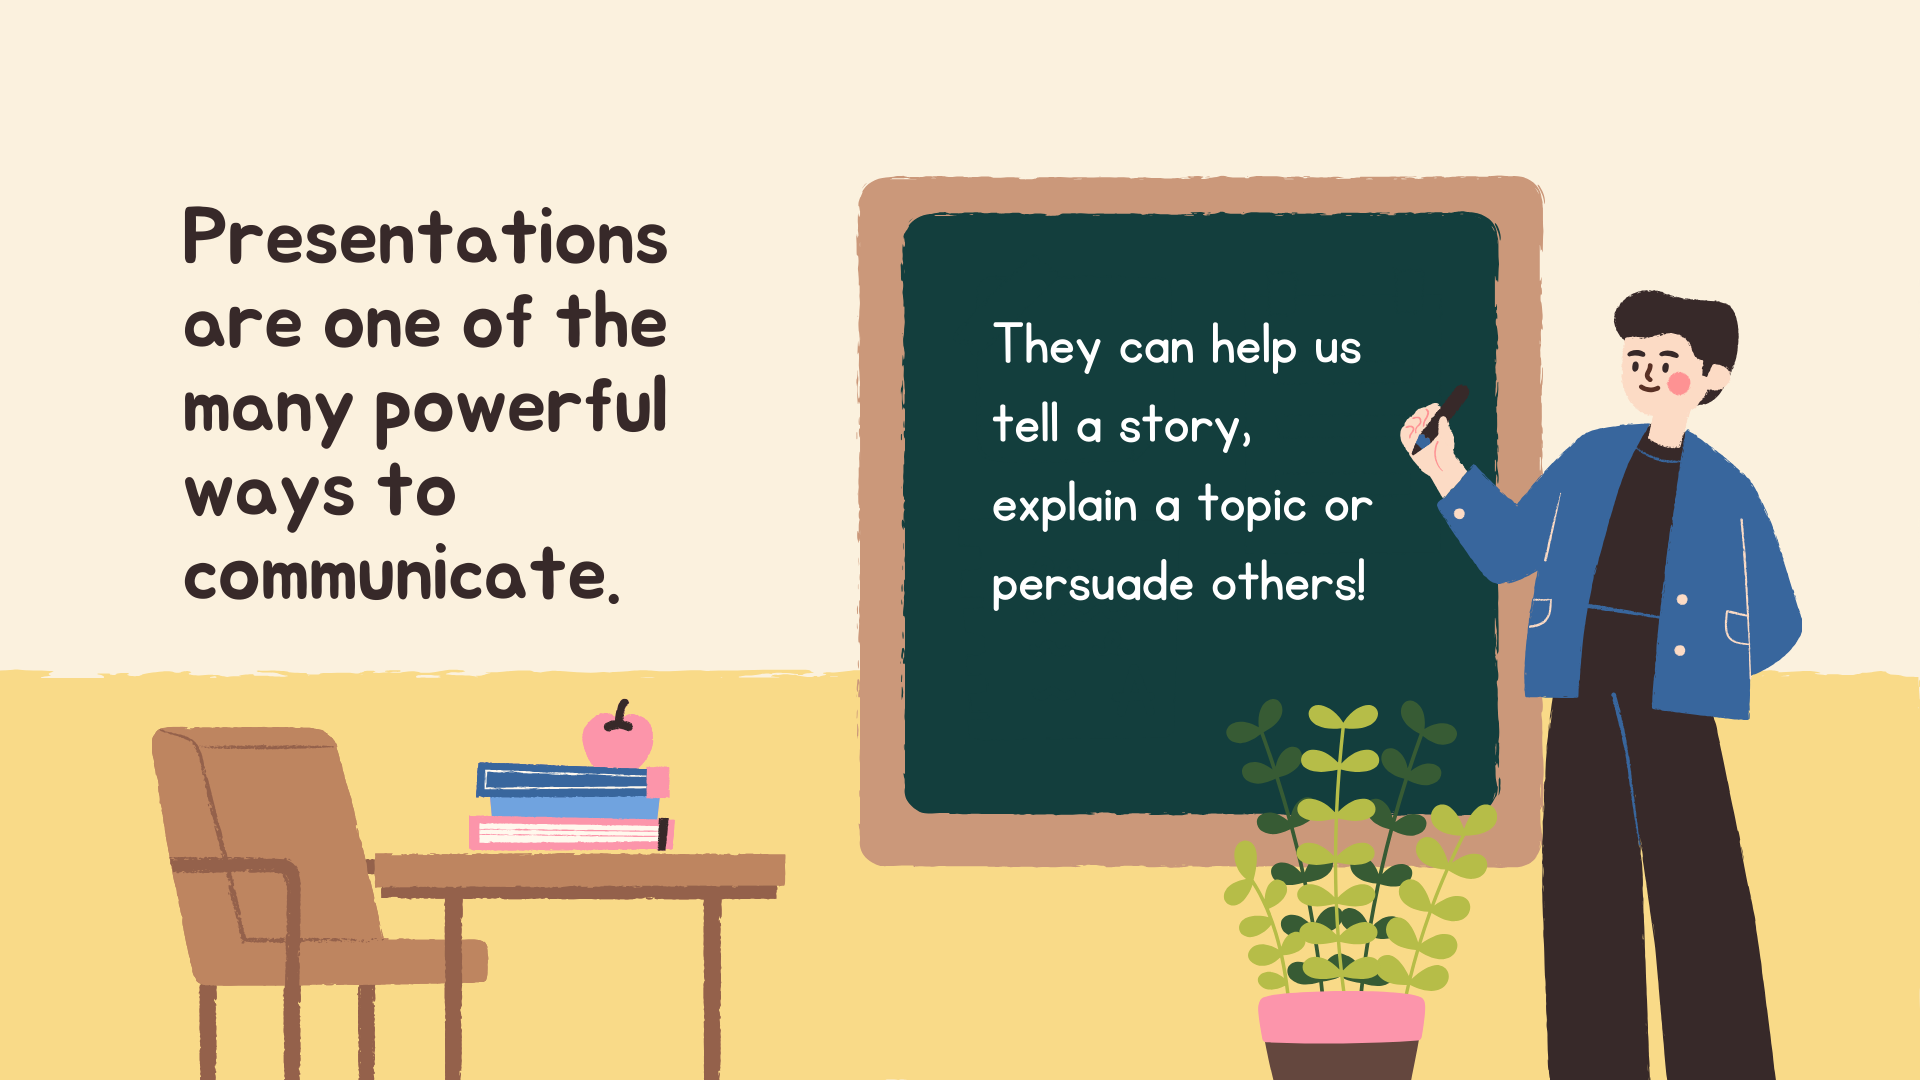 Presentations
are one of the
many powerful
ways to
communicate.
They can help us
tell a story,
explain a topic or
persuade others!